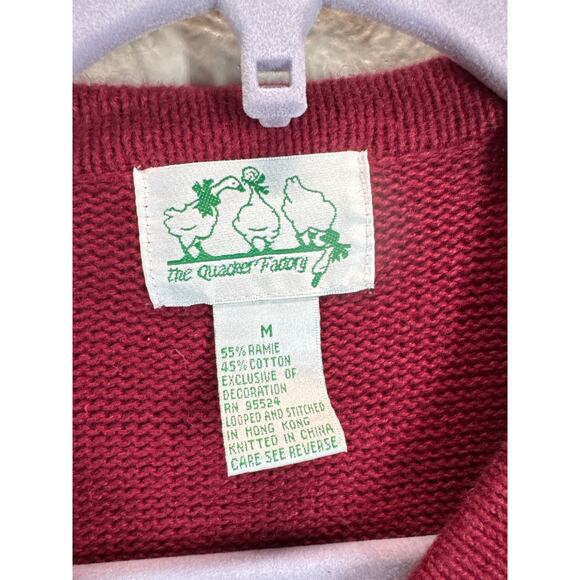 the Quacker Factory
M
55% RAMIE
45% COTTON
EXCLUSIVE OF
DECORATION
RN 95524
LOOPED AND STITCHED
IN HONG KONG
KNITTED IN CHINA
CARE SEE REVERSE